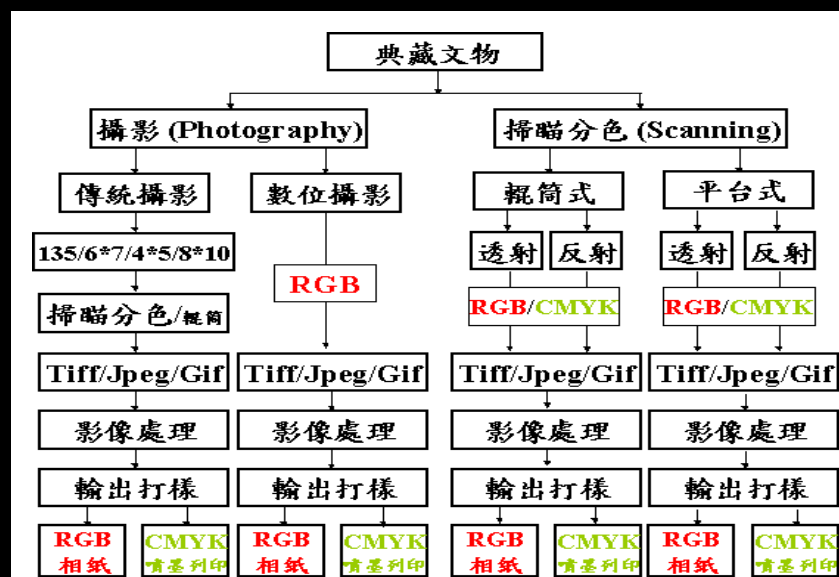 典藏文物
攝影 (Photography)
掃瞄分色 (Scanning)
傳統攝影
數位攝影
輥筒式
平台式
135/6*7/4*5/8*10
透射
反射
透射
反射
RGB
RGB/CMYK
RGB/CMYK
掃瞄分色/輥筒
Tiff/Jpeg/Gif
Tiff/Jpeg/Gif
Tiff/Jpeg/Gif
Tiff/Jpeg/Gif
影像處理
影像處理
影像處理
影像處理
輸出打樣
輸出打樣
輸出打樣
輸出打樣
RGB
相紙
CMYK
噴墨列印
RGB
相紙
CMYK
噴墨列印
RGB
相紙
CMYK
噴墨列印
RGB
相紙
CMYK
噴墨列印